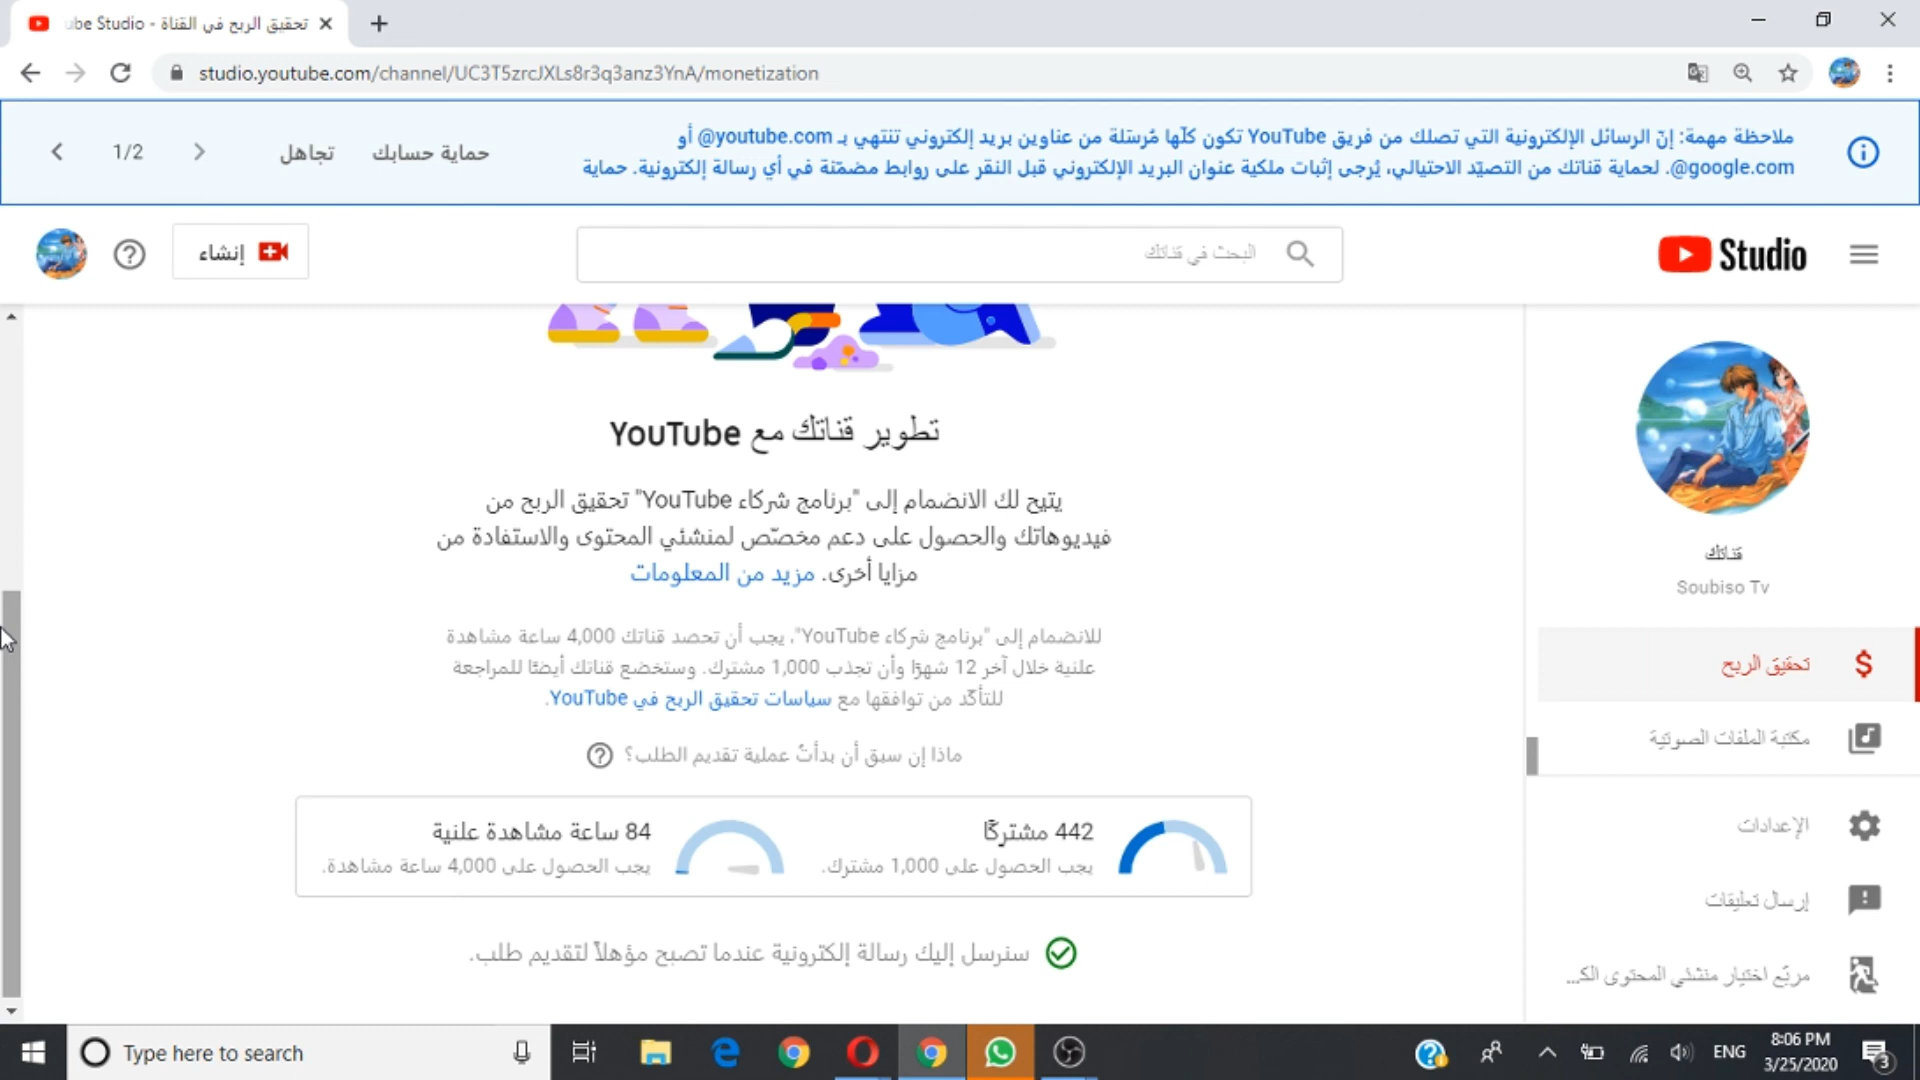 ube Studio - تحقيق الربح في القناة
studio.youtube.com/channel/UC3T5zrcJXLs8r3q3anz3YnA/monetization
ملاحظة مهمة: إنّ الرسائل الإلكترونية التي تصلك من فريق YouTube تكون كلّها مُرسَلة من عناوين بريد إلكتروني تنتهي بـ youtube.com@ أو
google.com@. لحماية قناتك من التصيّد الاحتيالي، يُرجى إثبات ملكية عنوان البريد الإلكتروني قبل النقر على روابط مضمّنة في أي رسالة إلكترونية. حماية
حماية حسابك
تجاهل
1/2
Studio
البحث في قناتك
إنشاء
تطوير قناتك مع YouTube
يتيح لك الانضمام إلى "برنامج شركاء YouTube" تحقيق الربح من
فيديوهاتك والحصول على دعم مخصّص لمنشئي المحتوى والاستفادة من
مزايا أخرى. مزيد من المعلومات
للانضمام إلى "برنامج شركاء YouTube"، يجب أن تحصد قناتك 4,000 ساعة مشاهدة
علنية خلال آخر 12 شهرًا وأن تجذب 1,000 مشترك. وستخضع قناتك أيضًا للمراجعة
للتأكّد من توافقها مع سياسات تحقيق الربح في YouTube.
ماذا إن سبق أن بدأتُ عملية تقديم الطلب؟
442 مشتركًا
يجب الحصول على 1,000 مشترك.
84 ساعة مشاهدة علنية
يجب الحصول على 4,000 ساعة مشاهدة.
سنرسل إليك رسالة إلكترونية عندما تصبح مؤهلاً لتقديم طلب.
قناتك
Soubiso Tv
تحقيق الربح
مكتبة الملفات الصوتية
الإعدادات
إرسال تعليقات
مربّع اختيار منشئي المحتوى الكـ...
Type here to search
ENG
8:06 PM
3/25/2020
3